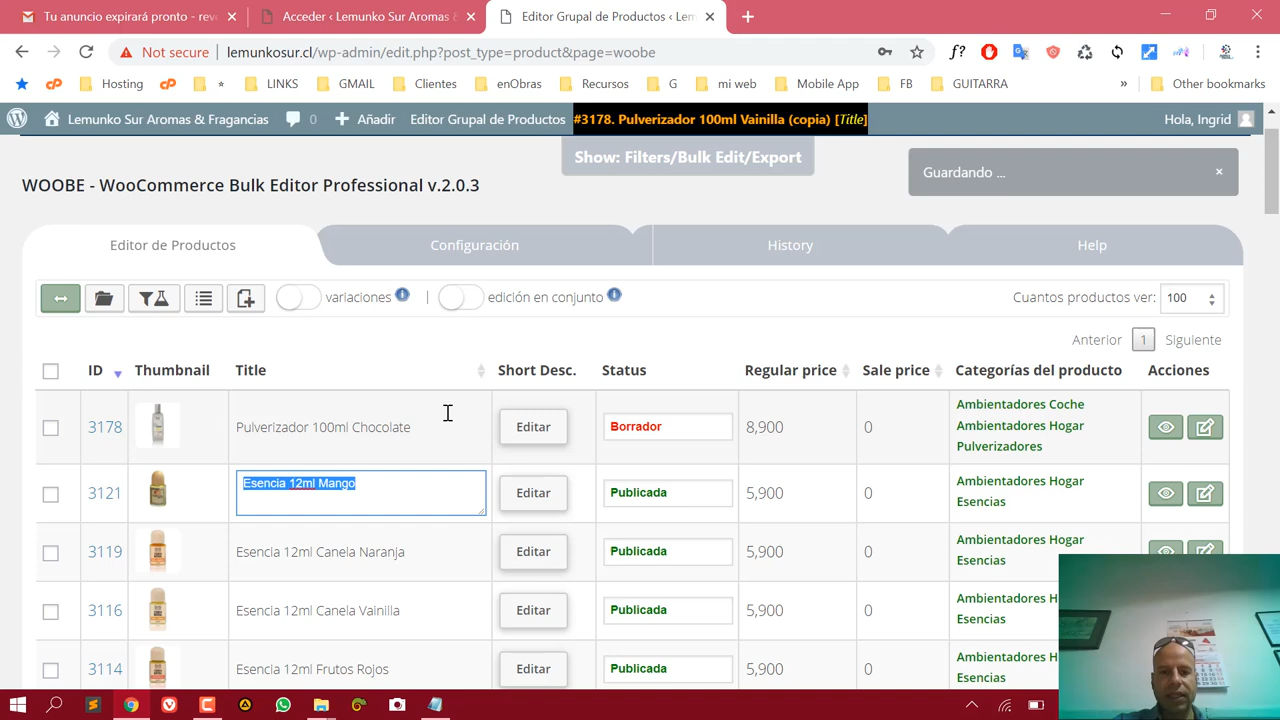 Tu anuncio expirará pronto - reve
Acceder ‹ Lemunko Sur Aromas &
Editor Grupal de Productos ‹ Lem
Not secure | lemunkosur.cl/wp-admin/edit.php?post_type=product&page=woobe
Hosting
*
LINKS
GMAIL
Clientes
enObras
Recursos
G
mi web
Mobile App
FB
GUITARRA
» Other bookmarks
Lemunko Sur Aromas & Fragancias
0
Añadir
Editor Grupal de Productos
#3178. Pulverizador 100ml Vainilla (copia) [Title]
Hola, Ingrid
Show: Filters/Bulk Edit/Export
Guardando ... ×
WOOBE - WooCommerce Bulk Editor Professional v.2.0.3
Editor de Productos
Configuración
History
Help
variaciones | edición en conjunto
Cuantos productos ver: 100
Anterior 1 Siguiente
ID Thumbnail Title Short Desc. Status Regular price Sale price Categorías del producto Acciones
3178 Pulverizador 100ml Chocolate Editar Borrador 8,900 0 Ambientadores Coche
Ambientadores Hogar
Pulverizadores
3121 Esencia 12ml Mango Editar Publicada 5,900 0 Ambientadores Hogar
Esencias
3119 Esencia 12ml Canela Naranja Editar Publicada 5,900 0 Ambientadores Hogar
Esencias
3116 Esencia 12ml Canela Vainilla Editar Publicada 5,900 0 Ambientadores H
Esencias
3114 Esencia 12ml Frutos Rojos Editar Publicada 5,900 0 Ambientadores H
Esencias